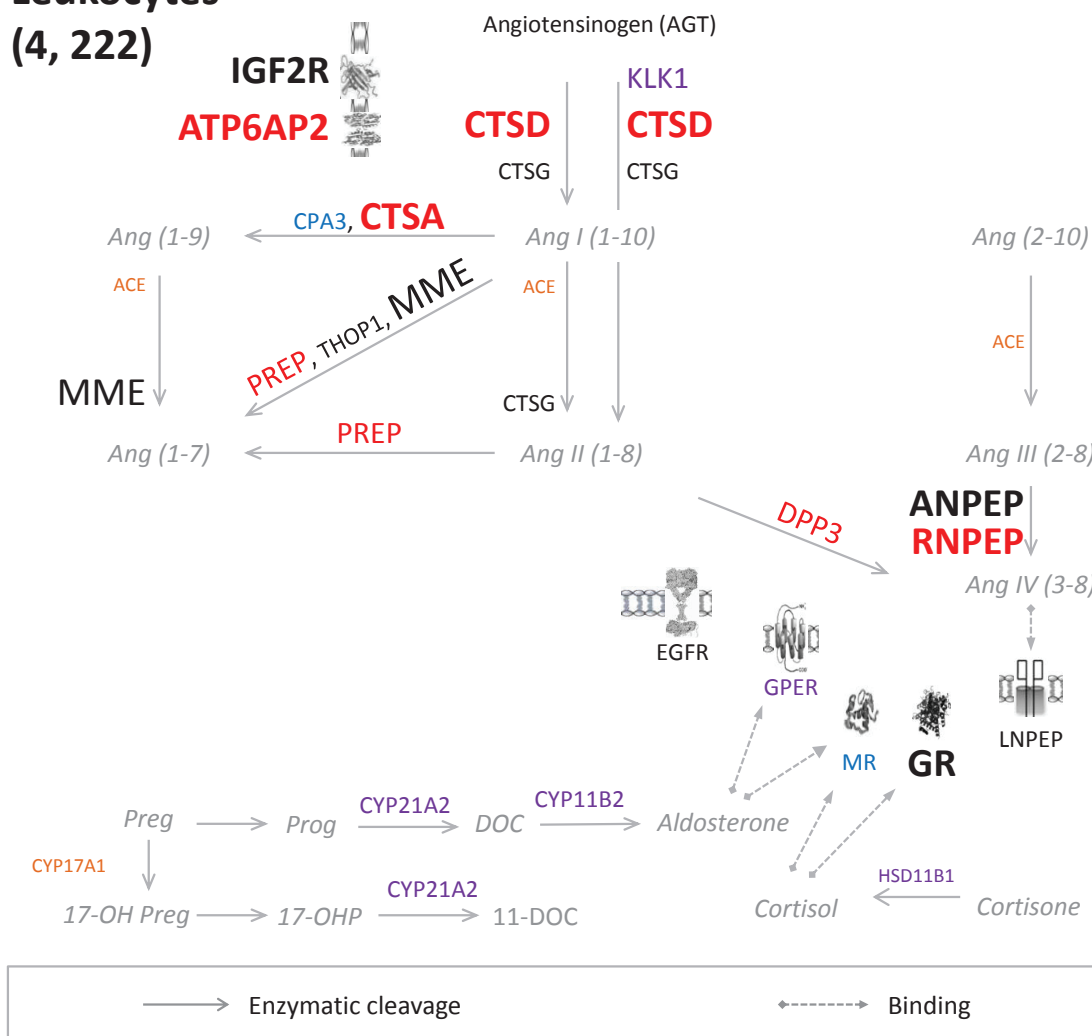 Leukocytes
(4, 222)
Angiotensinogen (AGT)
IGF2R
ATP6AP2
KLK1
CTSD
CTSD
CTSG
CTSG
CPA3, CTSA
Ang (1-9)
Ang I (1-10)
Ang (2-10)
ACE
ACE
ACE
PREP, THOP1, MME
MME
CTSG
PREP
Ang (1-7)
Ang II (1-8)
Ang III (2-8)
ANPEP
RNPEP
DPP3
Ang IV (3-8)
EGFR
GPER
LNPEP
MR
GR
Preg
CYP21A2
Prog
CYP11B2
DOC
Aldosterone
CYP17A1
CYP21A2
HSD11B1
17-OH Preg
17-OHP
11-DOC
Cortisol
Cortisone
Enzymatic cleavage
Binding